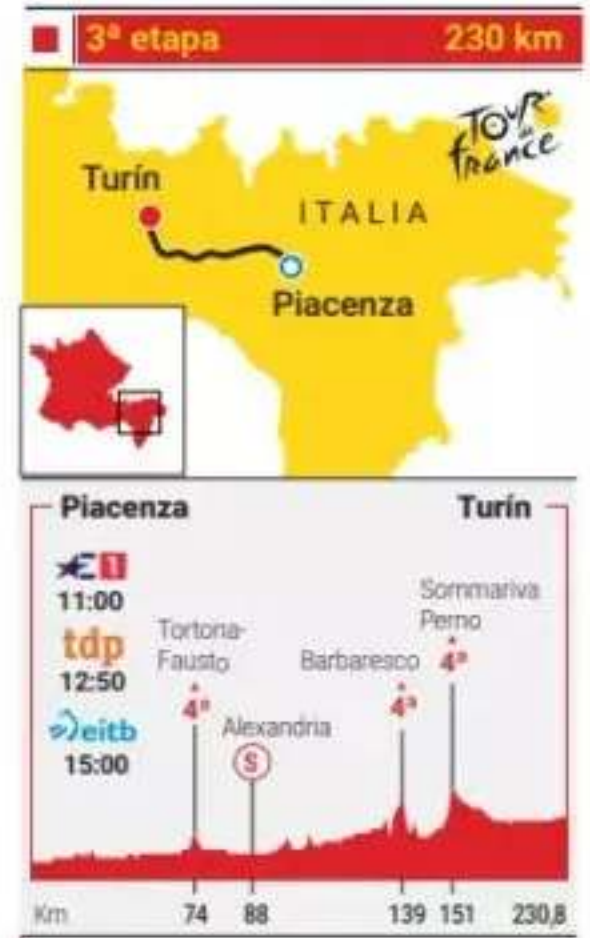 3ª etapa 230 km
TOUR de france
Turín
ITALIA
Piacenza
Piacenza Turín
E1
11:00
tdp
12:50
eitb
15:00
Tortona-
Fausto
4ª
Alexandria
S
Barbaresco
4ª
Sommariva
Perno
4ª
Km 74 88 139 151 230,8